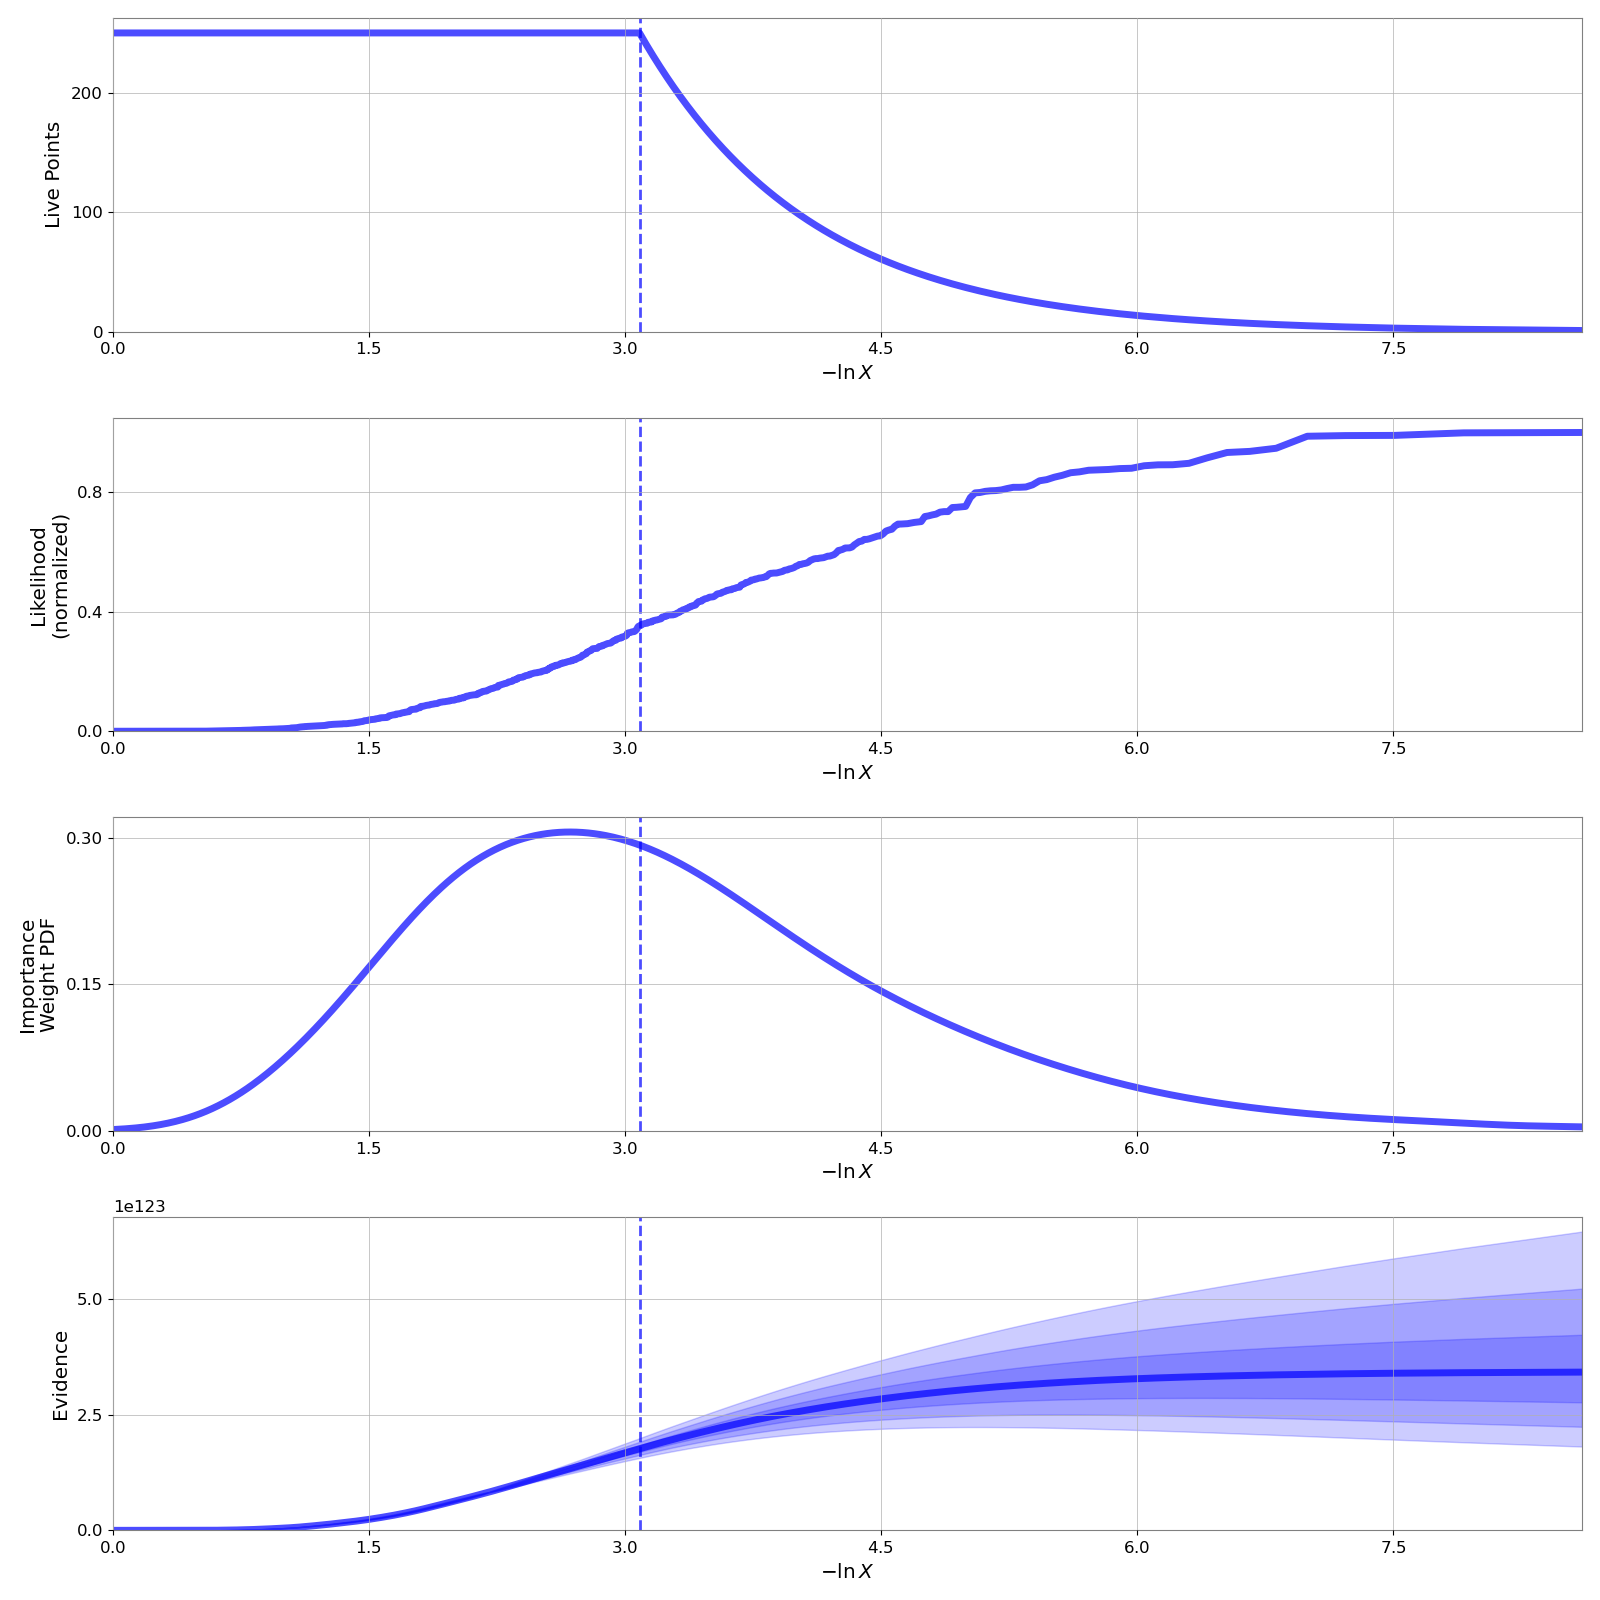 Live Points
200
100
0
0.0 1.5 3.0 4.5 6.0 7.5
−ln X
Likelihood
(normalized)
0.8
0.4
0.0
0.0 1.5 3.0 4.5 6.0 7.5
−ln X
Importance
Weight PDF
0.30
0.15
0.00
0.0 1.5 3.0 4.5 6.0 7.5
−ln X
1e123
Evidence
5.0
2.5
0.0
0.0 1.5 3.0 4.5 6.0 7.5
−ln X